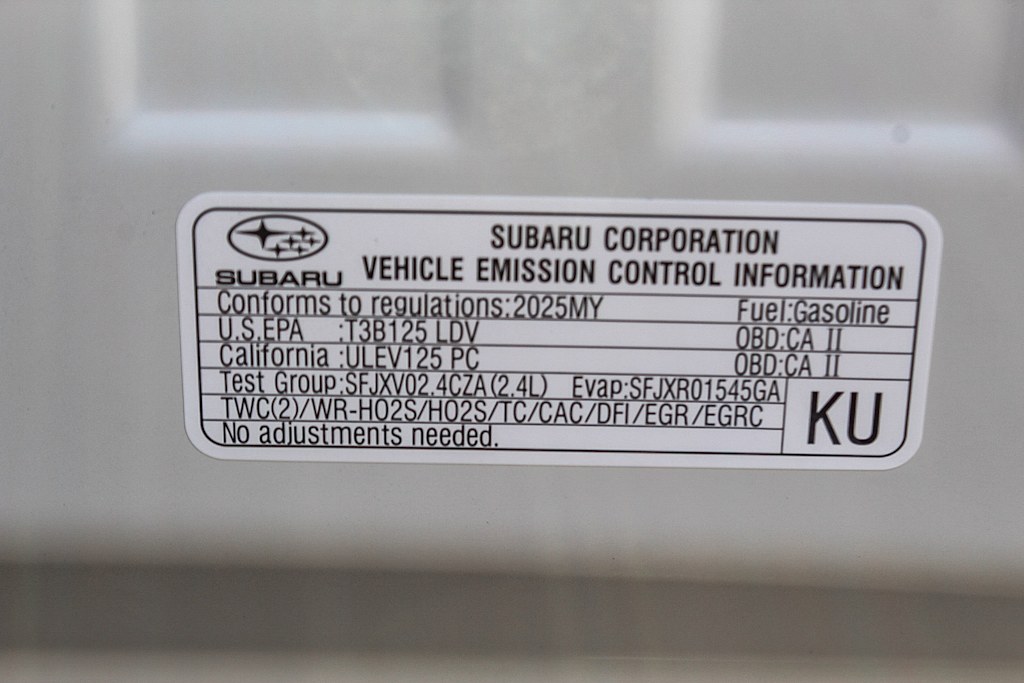 SUBARU CORPORATION
SUBARU VEHICLE EMISSION CONTROL INFORMATION
Conforms to regulations:2025MY Fuel:Gasoline
U.S.EPA :T3B125 LDV OBD:CA II
California :ULEV125 PC OBD:CA II
Test Group:SFJXV02.4CZA(2.4L) Evap:SFJXR01545GA
TWC(2)/WR-HO2S/HO2S/TC/CAC/DFI/EGR/EGRC
No adjustments needed.
KU